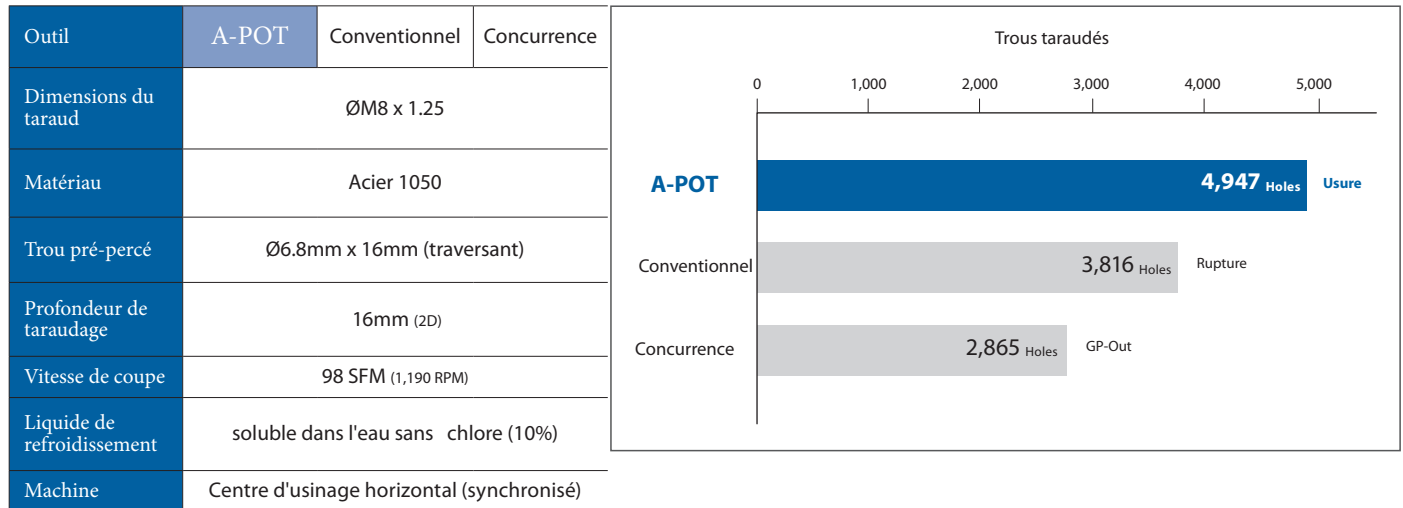 Outil A-POT Conventionnel Concurrence
Dimensions du
taraud
ØM8 x 1.25
Matériau Acier 1050
Trou pré-percé Ø6.8mm x 16mm (traversant)
Profondeur de
taraudage
16mm (2D)
Vitesse de coupe 98 SFM (1,190 RPM)
Liquide de
refroidissement
soluble dans l'eau sans chlore (10%)
Machine Centre d'usinage horizontal (synchronisé)
Trous taraudés
0 1,000 2,000 3,000 4,000 5,000
A-POT 4,947 Holes Usure
Conventionnel 3,816 Holes Rupture
Concurrence 2,865 Holes GP-Out